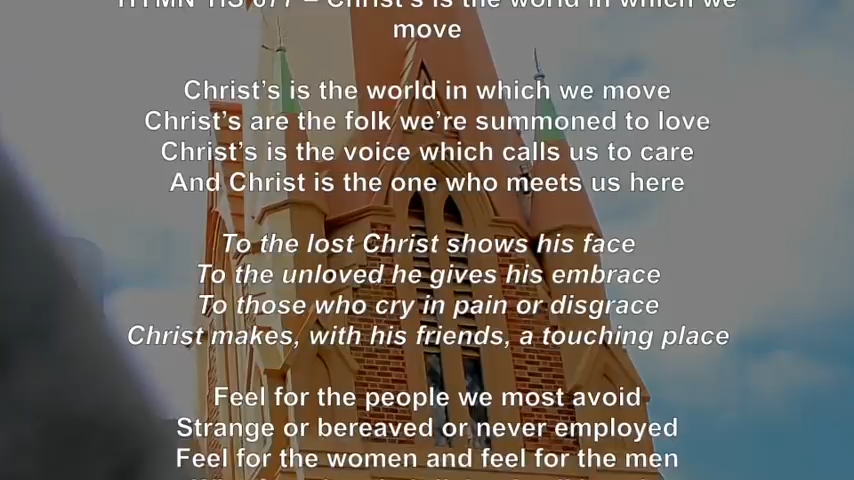 HYMN TIS 677 – Christ's is the world in which we
move
Christ's is the world in which we move
Christ's are the folk we're summoned to love
Christ's is the voice which calls us to care
And Christ is the one who meets us here
To the lost Christ shows his face
To the unloved he gives his embrace
To those who cry in pain or disgrace
Christ makes, with his friends, a touching place
Feel for the people we most avoid
Strange or bereaved or never employed
Feel for the women and feel for the men